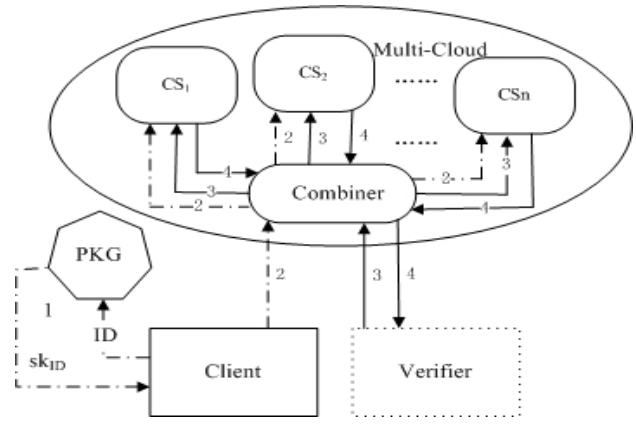 Multi-Cloud
CS₁
CS₂
......
CSn
2
3
4
......
4
3
2
2
3
4
Combiner
PKG
2
3
4
1
ID
skID
Client
Verifier